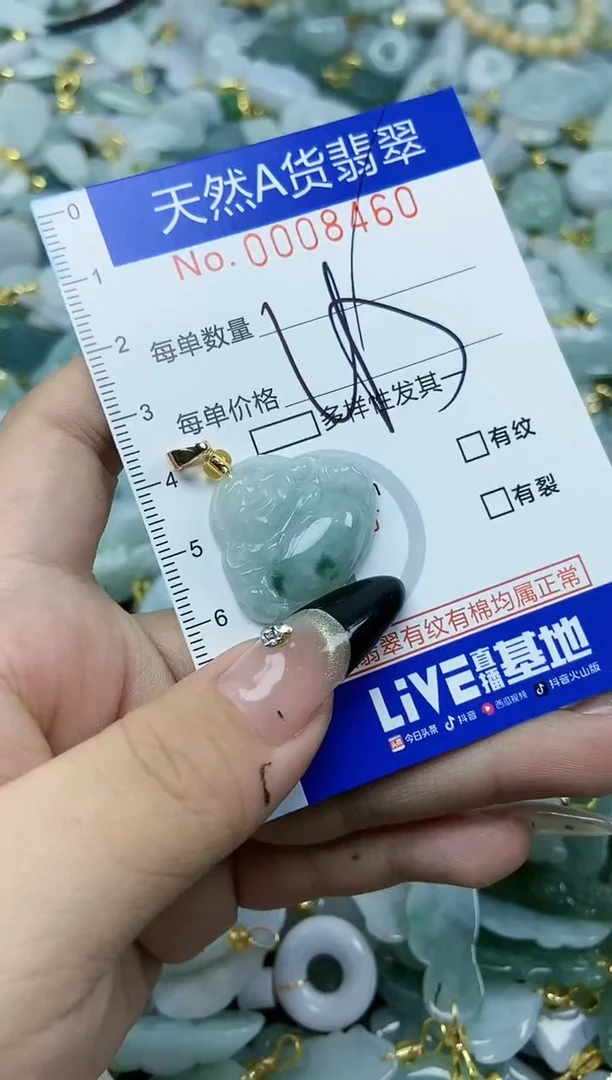 天然A货翡翠
No.0008460
每单数量
每单价格
多样性发其一
有纹
有裂
翡翠有纹有棉均属正常
LiVE直播基地
今日头条 抖音 西瓜视频 抖音火山版
0
1
2
3
4
5
6